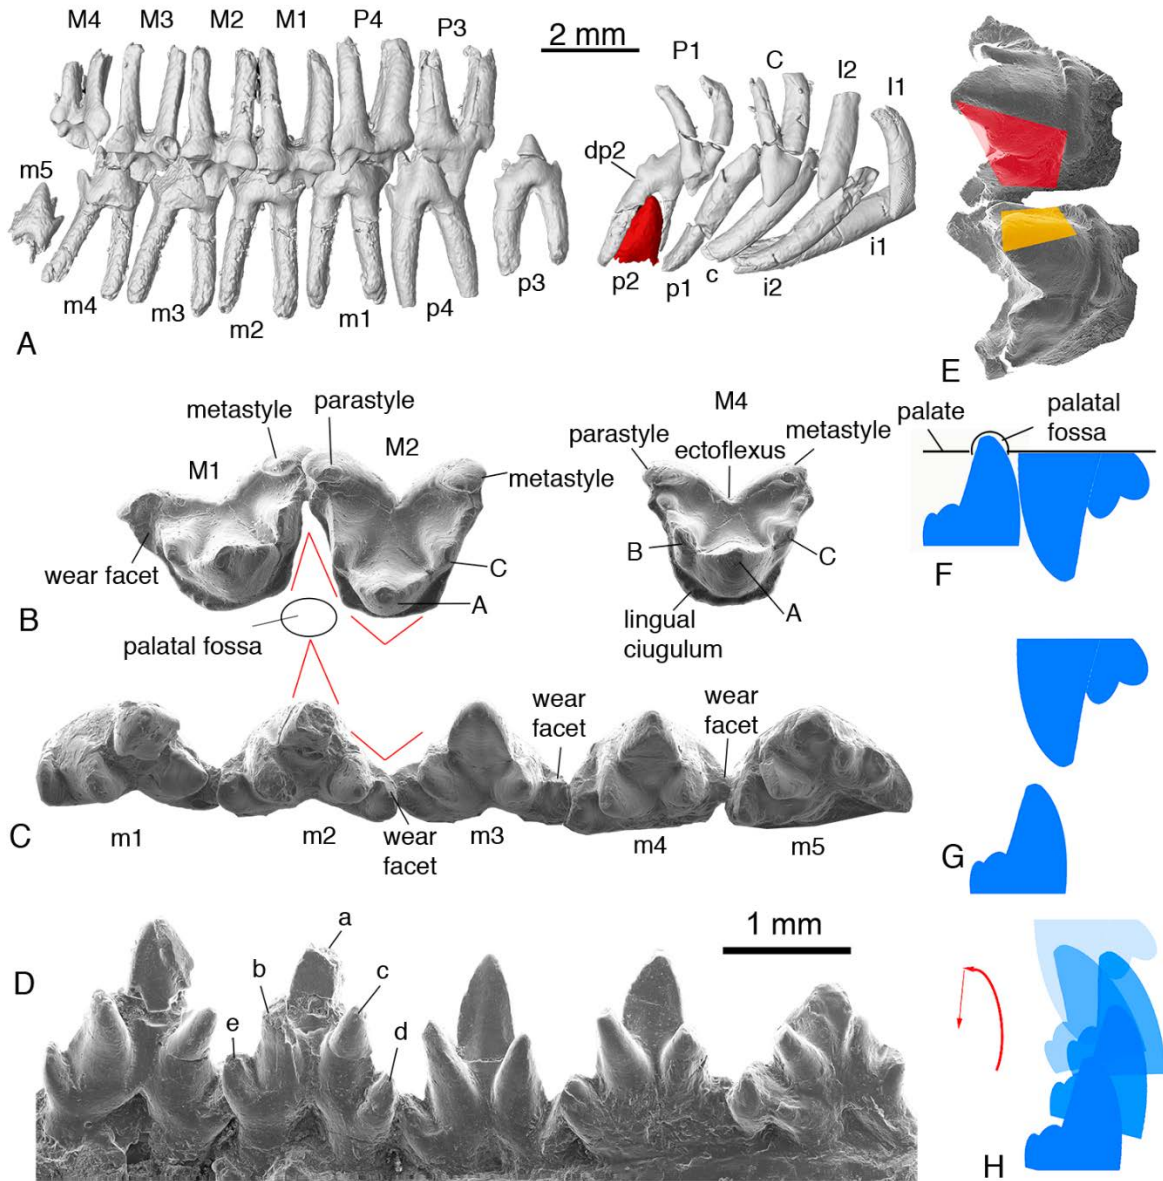 M4 M3 M2 M1 P4 P3
2 mm
P1 C I2 I1
m5
dp2
m4 m3 m2 m1 p4 p3
p2 p1 c i2 i1
A
E
metastyle parastyle
M1 M2
metastyle
wear facet
C
A
palatal fossa
B
M4
parastyle metastyle
ectoflexus
B C
lingual A
ciugulum
palate palatal
fossa
F
wear
facet
wear
facet
wear
facet
C
m1 m2 m3 m4 m5
G
D
a
b c
e d
1 mm
H